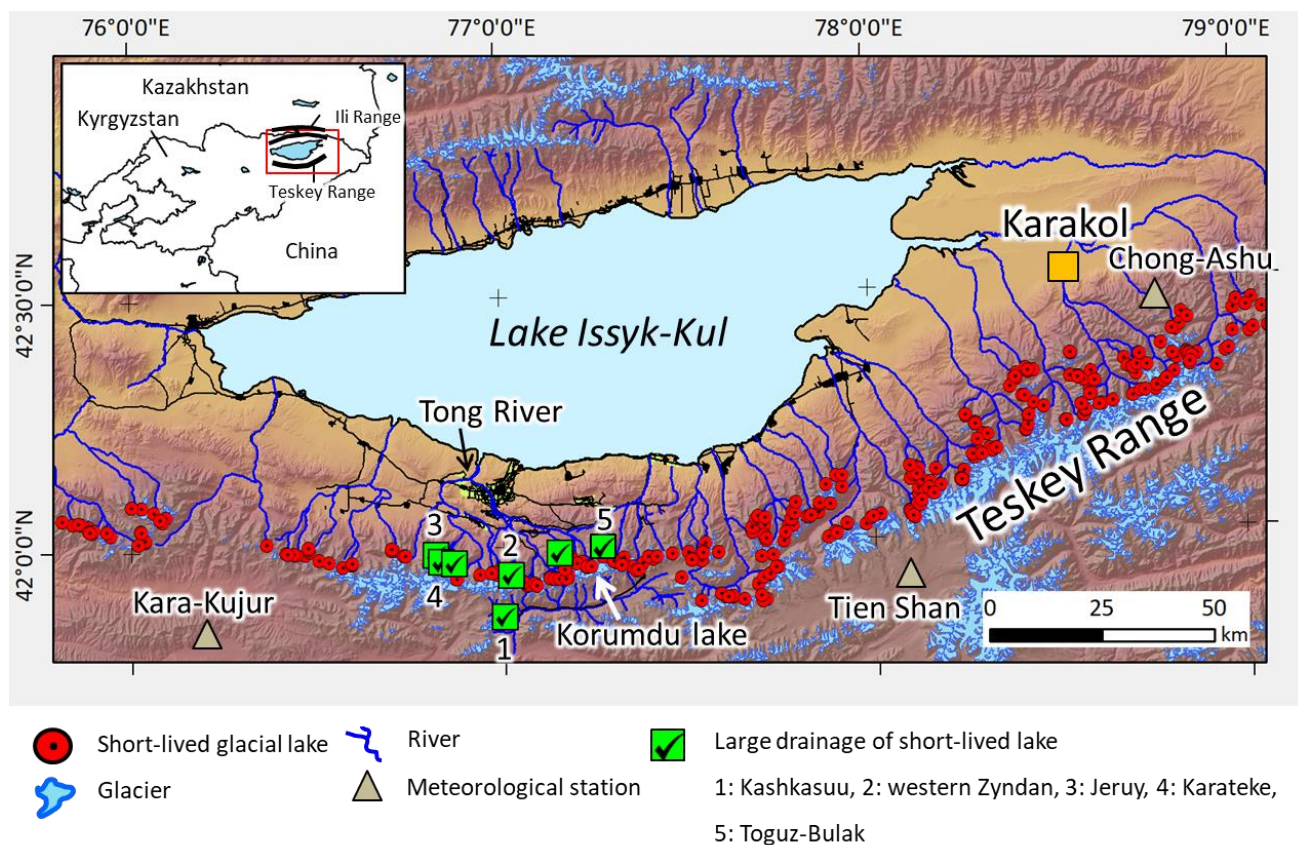 76°0'0"E
77°0'0"E
78°0'0"E
79°0'0"E
Kazakhstan
Kyrgyzstan
Ili Range
Teskey Range
China
42°30'0"N
42°0'0"N
Karakol
Chong-Ashu
Lake Issyk-Kul
Tong River
Teskey Range
3
2
5
4
1
Kara-Kujur
Korumdu lake
Tien Shan
0 25 50
km
Short-lived glacial lake
River
Large drainage of short-lived lake
Glacier
Meteorological station
1: Kashkasuu, 2: western Zyndan, 3: Jeruy, 4: Karateke,
5: Toguz-Bulak